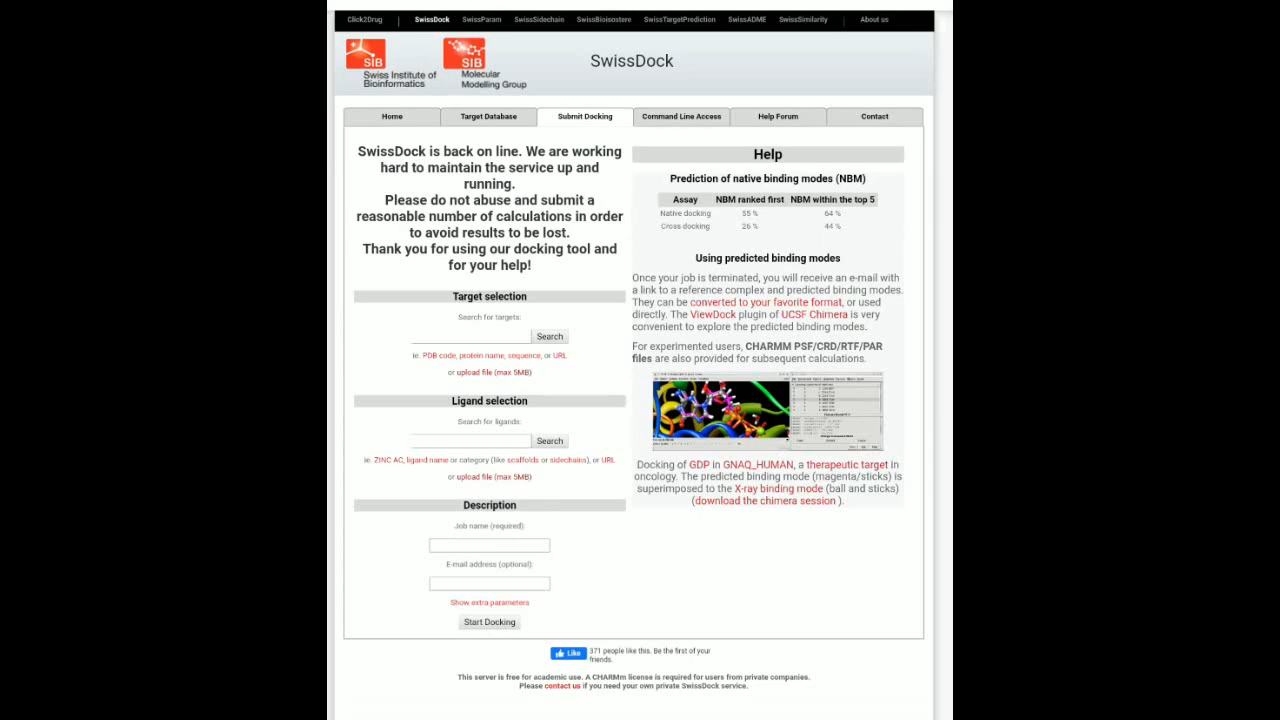 Click2Drug | SwissDock SwissParam SwissSidechain SwissBioisostere SwissTargetPrediction SwissADME SwissSimilarity | About us
SIB
Swiss Institute of
Bioinformatics
SIB
Molecular
Modelling Group
SwissDock
Home Target Database Submit Docking Command Line Access Help Forum Contact
SwissDock is back on line. We are working
hard to maintain the service up and
running.
Please do not abuse and submit a
reasonable number of calculations in order
to avoid results to be lost.
Thank you for using our docking tool and
for your help!
Target selection
Search for targets:
Search
ie. PDB code, protein name, sequence, or URL
or upload file (max 5MB)
Ligand selection
Search for ligands:
Search
ie. ZINC AC, ligand name or category (like scaffolds or sidechains), or URL
or upload file (max 5MB)
Description
Job name (required):
E-mail address (optional):
Show extra parameters
Start Docking
Help
Prediction of native binding modes (NBM)
Assay NBM ranked first NBM within the top 5
Native docking 55 % 64 %
Cross docking 26 % 44 %
Using predicted binding modes
Once your job is terminated, you will receive an e-mail with
a link to a reference complex and predicted binding modes.
They can be converted to your favorite format, or used
directly. The ViewDock plugin of UCSF Chimera is very
convenient to explore the predicted binding modes.
For experimented users, CHARMM PSF/CRD/RTF/PAR
files are also provided for subsequent calculations.
Docking of GDP in GNAQ_HUMAN, a therapeutic target in
oncology. The predicted binding mode (magenta/sticks) is
superimposed to the X-ray binding mode (ball and sticks)
(download the chimera session ).
Like 371 people like this. Be the first of your
friends.
This server is free for academic use. A CHARMm license is required for users from private companies.
Please contact us if you need your own private SwissDock service.